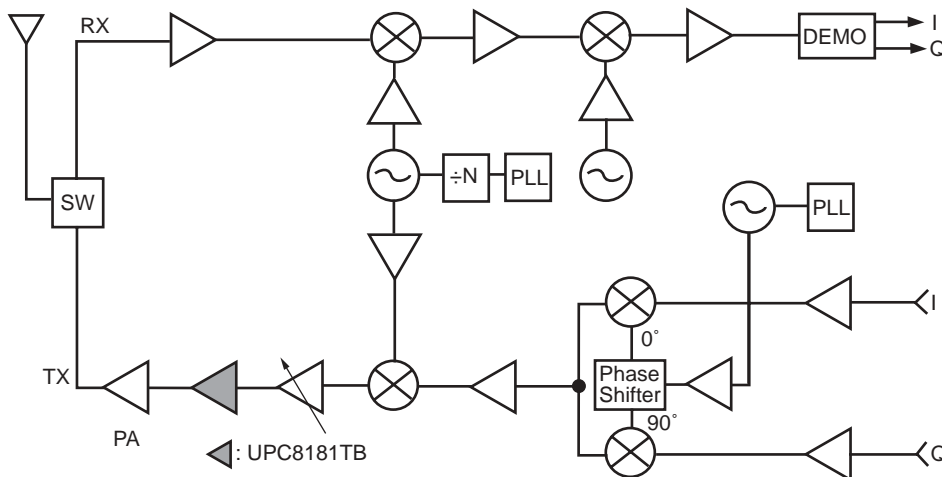 RX
DEMO
I
Q
SW
÷N
PLL
PLL
I
0°
Phase
Shifter
TX
90°
PA
: UPC8181TB
Q